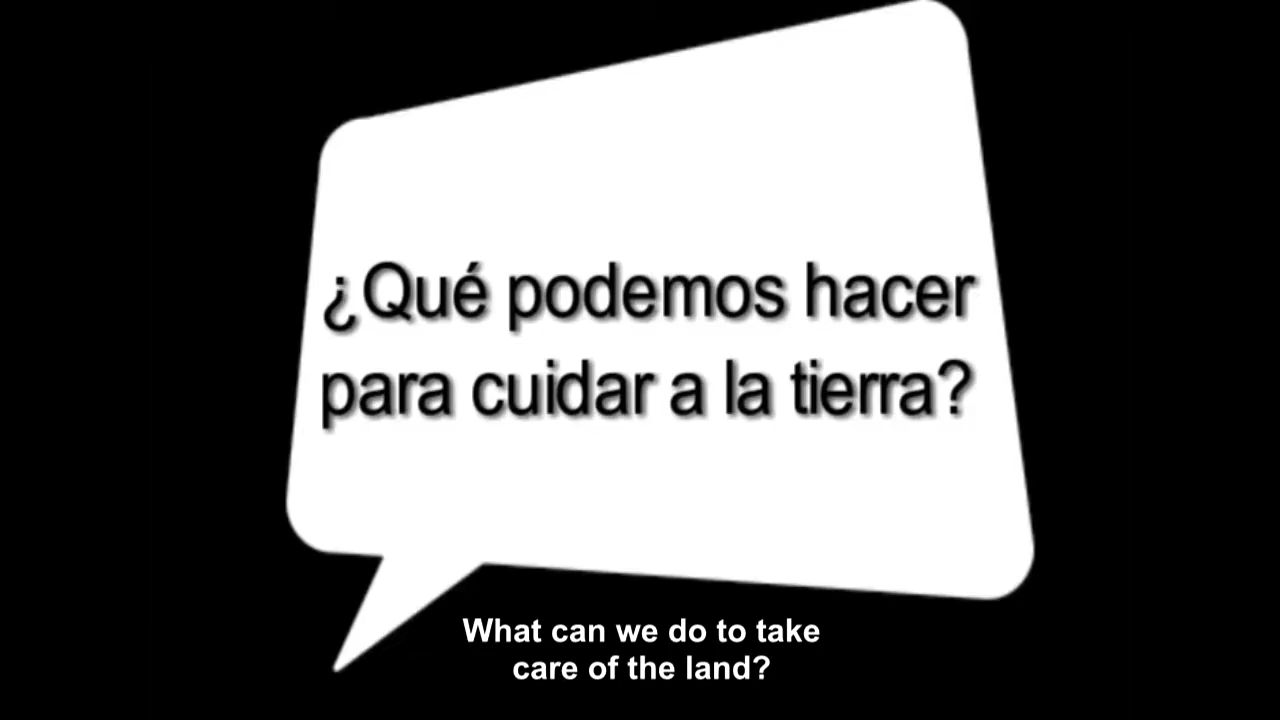 ¿Qué podemos hacer
para cuidar a la tierra?
What can we do to take
care of the land?